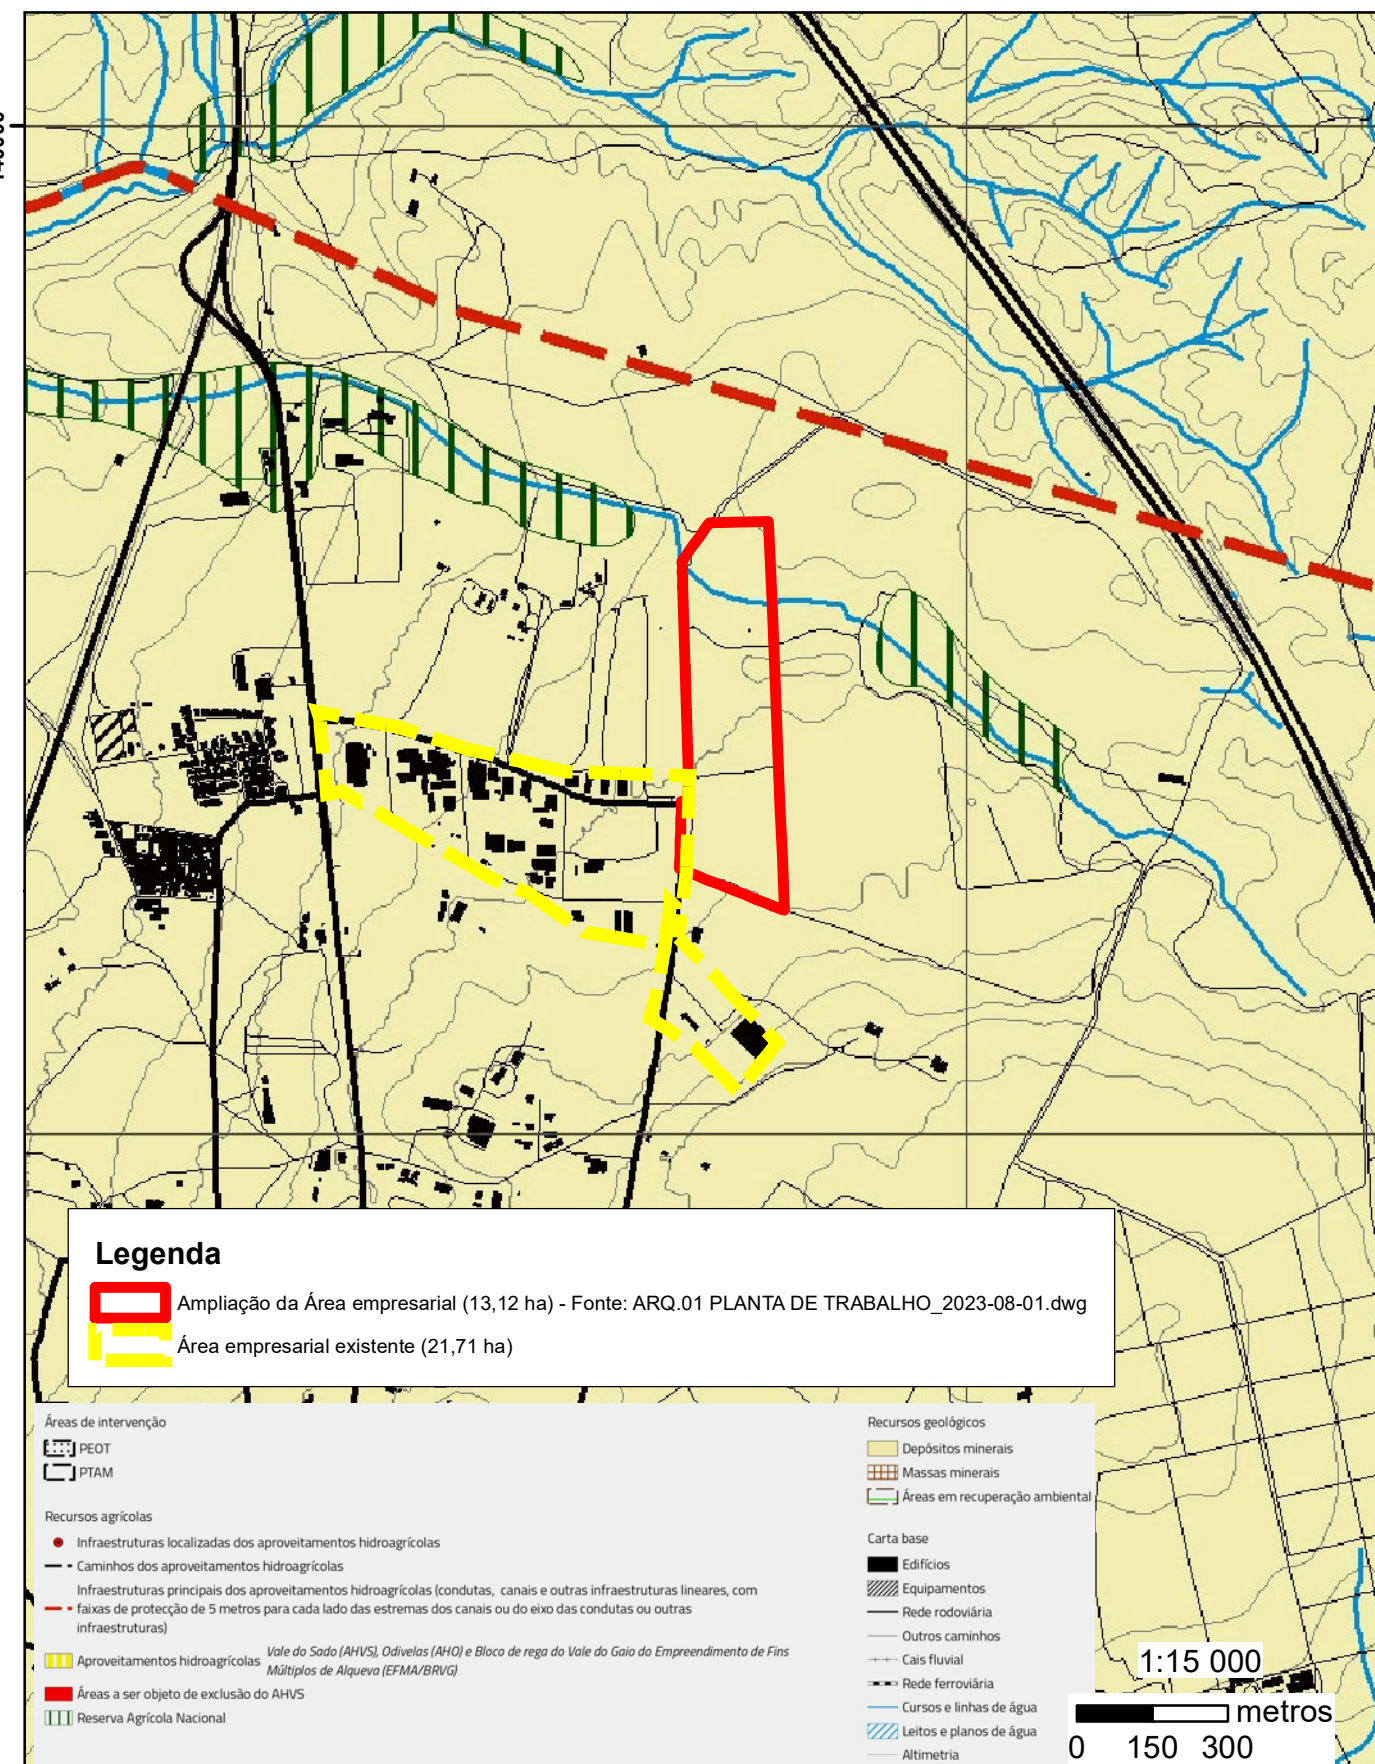 Legenda
Ampliação da Área empresarial (13,12 ha) - Fonte: ARQ.01 PLANTA DE TRABALHO_2023-08-01.dwg
Área empresarial existente (21,71 ha)
Áreas de intervenção
PEOT
PTAM
Recursos agrícolas
Infraestruturas localizadas dos aproveitamentos hidroagrícolas
Caminhos dos aproveitamentos hidroagrícolas
Infraestruturas principais dos aproveitamentos hidroagrícolas (condutas, canais e outras infraestruturas lineares, com
faixas de protecção de 5 metros para cada lado das estremas dos canais ou do eixo das condutas ou outras
infraestruturas)
Aproveitamentos hidroagrícolas
Vale do Sado (AHVS), Odivelas (AHO) e Bloco de rega do Vale do Gaio do Empreendimento de Fins
Múltiplos de Alqueva (EFMA/BRVG)
Áreas a ser objeto de exclusão do AHVS
Reserva Agrícola Nacional
Recursos geológicos
Depósitos minerais
Massas minerais
Áreas em recuperação ambiental
Carta base
Edifícios
Equipamentos
Rede rodoviária
Outros caminhos
Cais fluvial
Rede ferroviária
Cursos e linhas de água
Leitos e planos de água
Altimetria
1:15 000
metros
0 150 300